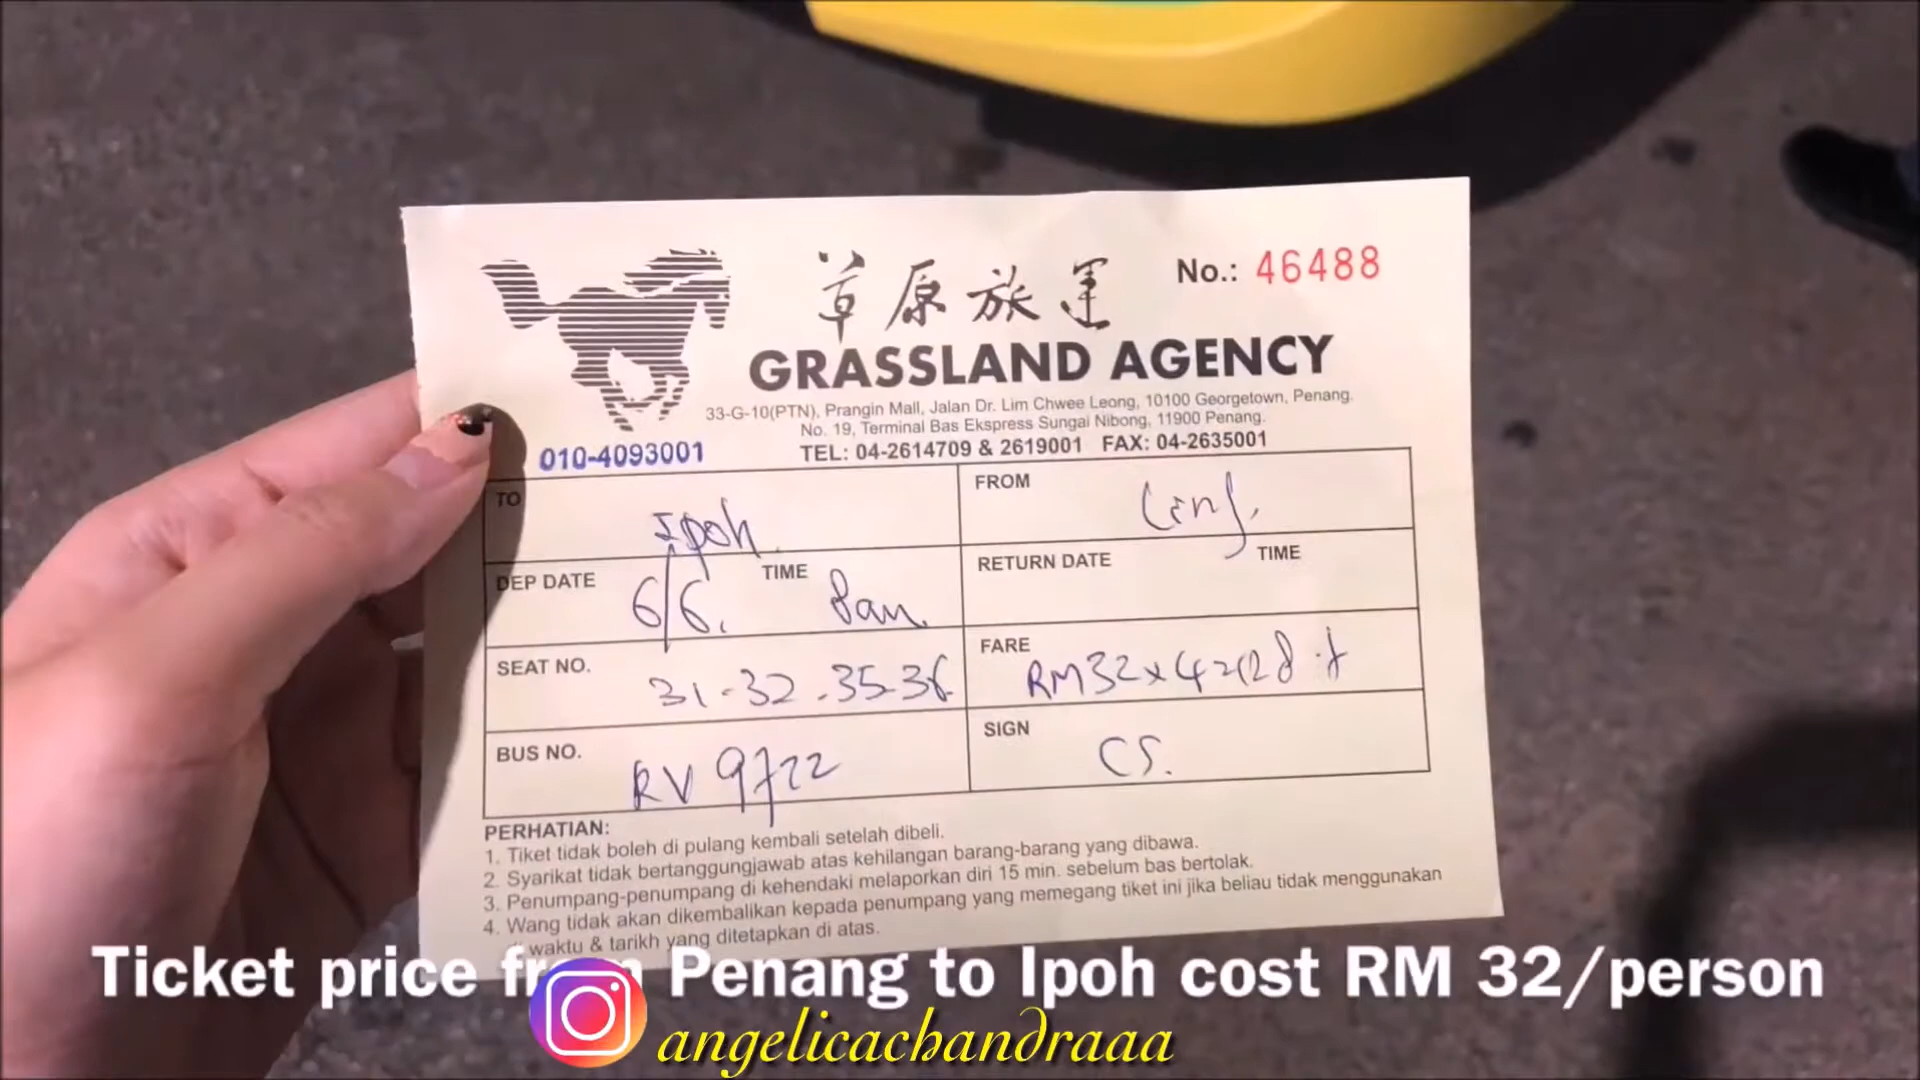 草原旅運
No.: 46488
GRASSLAND AGENCY
33-G-10(PTN), Prangin Mall, Jalan Dr. Lim Chwee Leong, 10100 Georgetown, Penang.
No. 19, Terminal Bas Ekspress Sungai Nibong, 11900 Penang.
010-4093001 TEL: 04-2614709 & 2619001 FAX: 04-2635001
TO Ipoh FROM
DEP DATE 6/6. TIME RETURN DATE TIME
SEAT NO. 31-32.35-36 FARE RM32x4=128
BUS NO. RV 9722 SIGN CS.
PERHATIAN:
1. Tiket tidak boleh di pulang kembali setelah dibeli.
2. Syarikat tidak bertanggungjawab atas kehilangan barang-barang yang dibawa.
3. Penumpang-penumpang di kehendaki melaporkan diri 15 min. sebelum bas bertolak.
4. Wang tidak akan dikembalikan kepada penumpang yang memegang tiket ini jika beliau tidak menggunakan
waktu & tarikh yang ditetapkan di atas.
Ticket price from Penang to Ipoh cost RM 32/person
angelicachandraaa